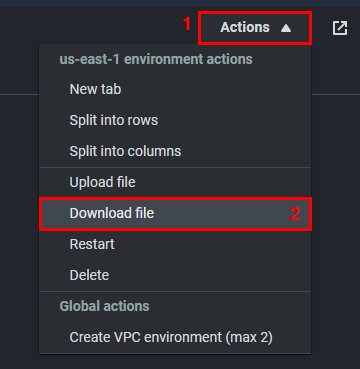 1 Actions
us-east-1 environment actions
New tab
Split into rows
Split into columns
Upload file
Download file 2
Restart
Delete
Global actions
Create VPC environment (max 2)